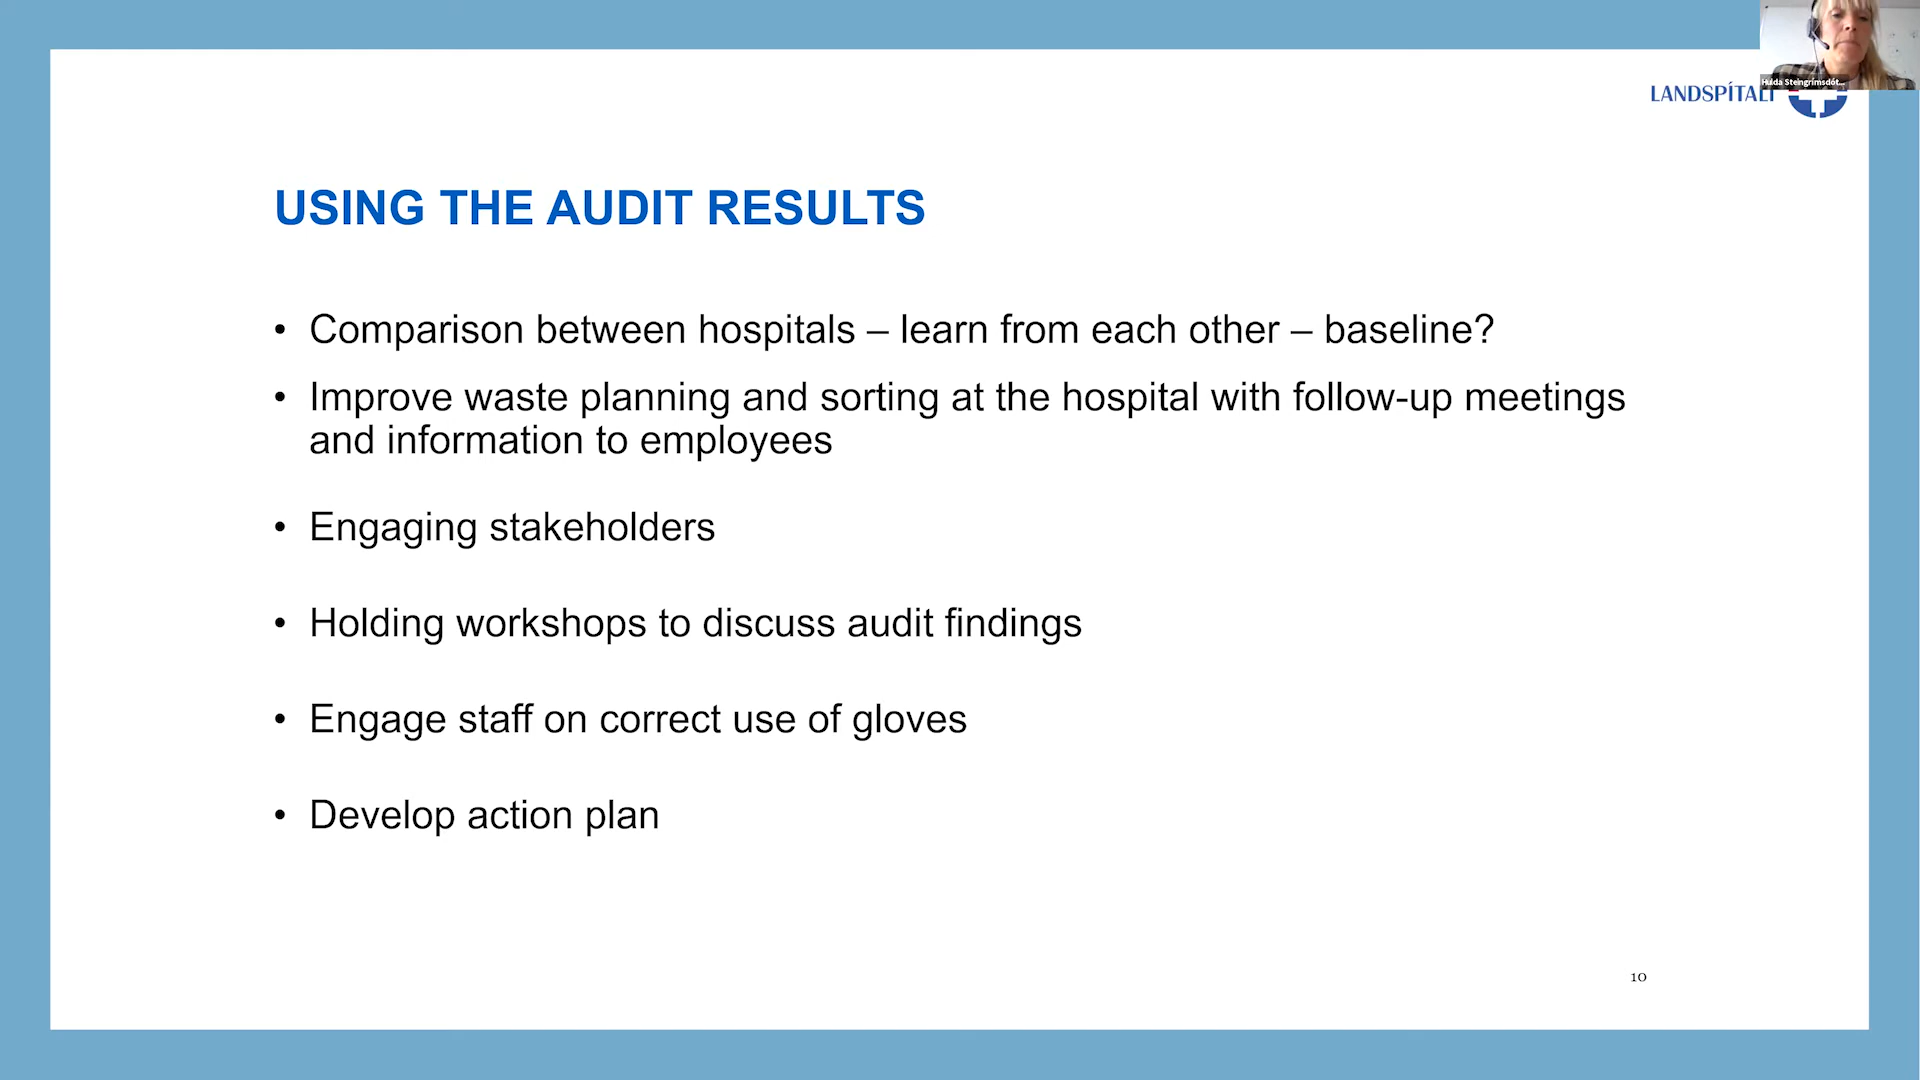 Hulda Steingrímsdót...
LANDSPÍTALI
USING THE AUDIT RESULTS
• Comparison between hospitals – learn from each other – baseline?
• Improve waste planning and sorting at the hospital with follow-up meetings
and information to employees
• Engaging stakeholders
• Holding workshops to discuss audit findings
• Engage staff on correct use of gloves
• Develop action plan
10